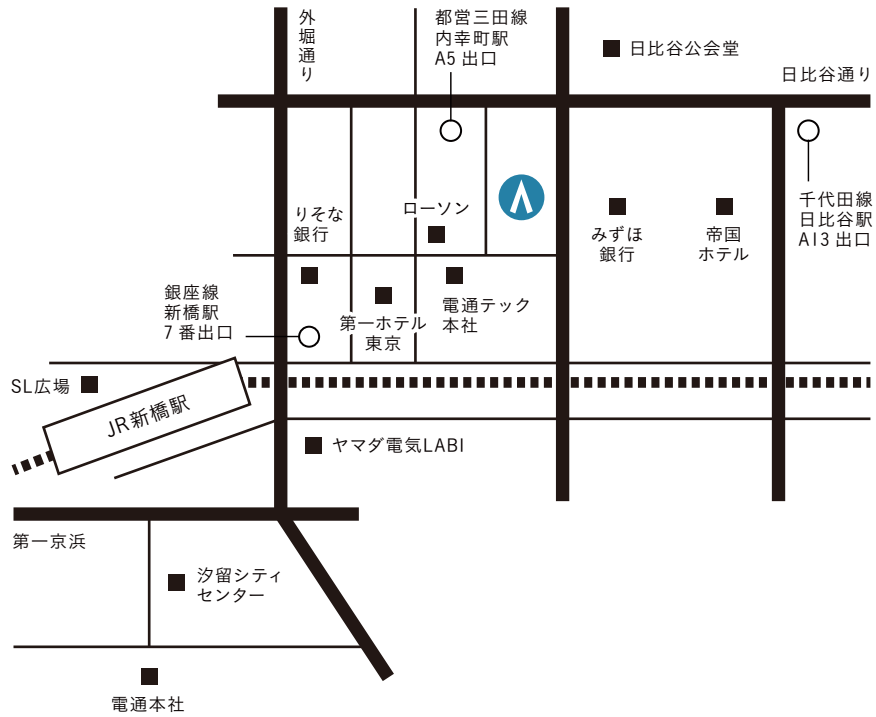 外堀通り
都営三田線
内幸町駅
A5 出口
日比谷公会堂
日比谷通り
千代田線
日比谷駅
A13 出口
ローソン
りそな
銀行
みずほ
銀行
帝国
ホテル
銀座線
新橋駅
7 番出口
第一ホテル
東京
電通テック
本社
SL広場
JR新橋駅
ヤマダ電気LABI
第一京浜
汐留シティ
センター
電通本社